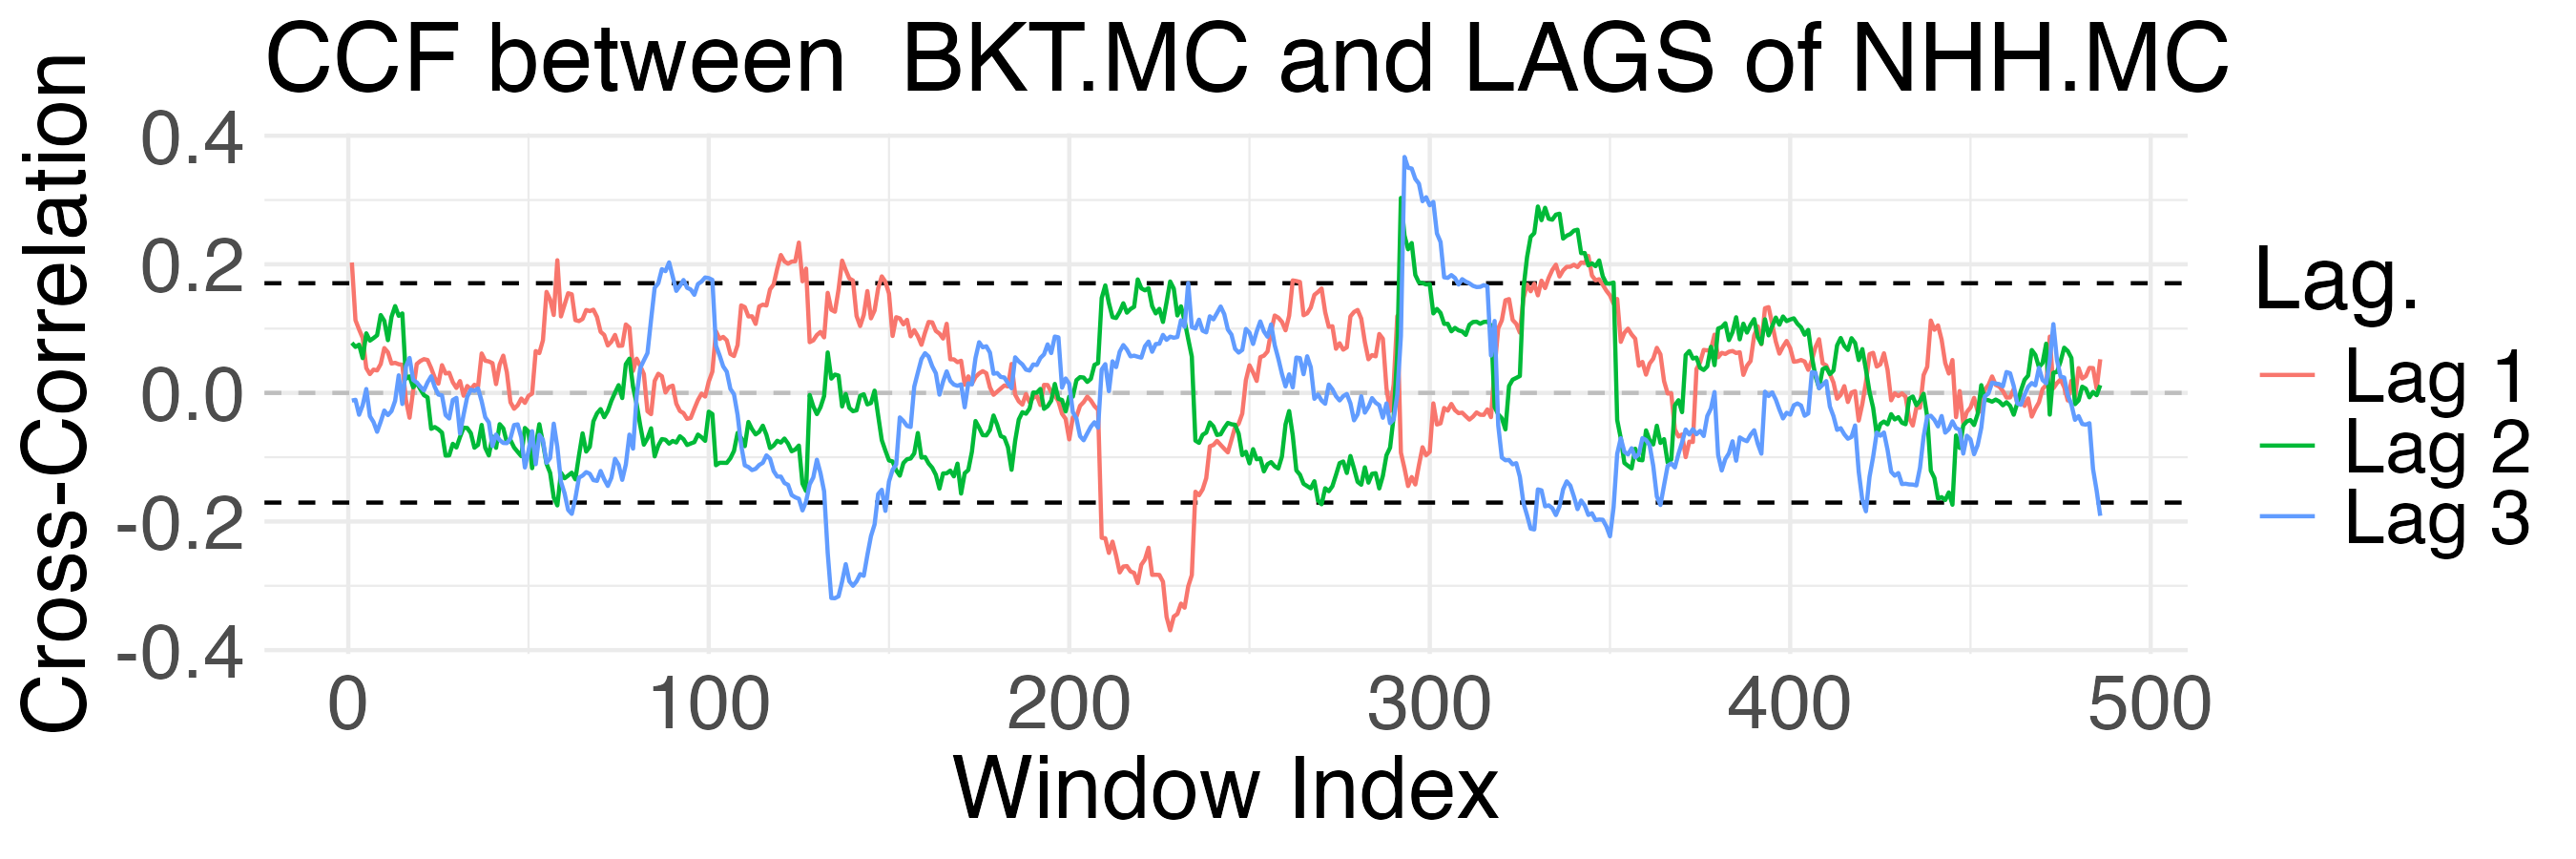 CCF between  BKT.MC and LAGS of NHH.MC
Cross-Correlation
0.4
0.2
0.0
-0.2
-0.4
0 100 200 300 400 500
Window Index
Lag.
Lag 1
Lag 2
Lag 3